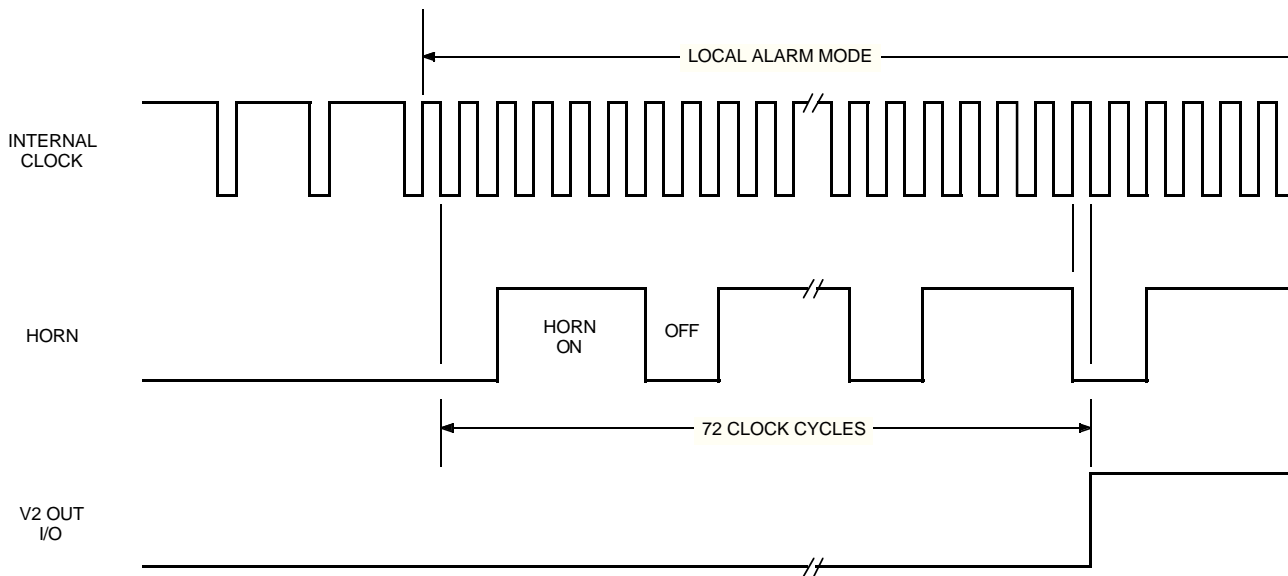 LOCAL ALARM MODE
INTERNAL
CLOCK
HORN
HORN
ON
OFF
72 CLOCK CYCLES
V2 OUT
I/O